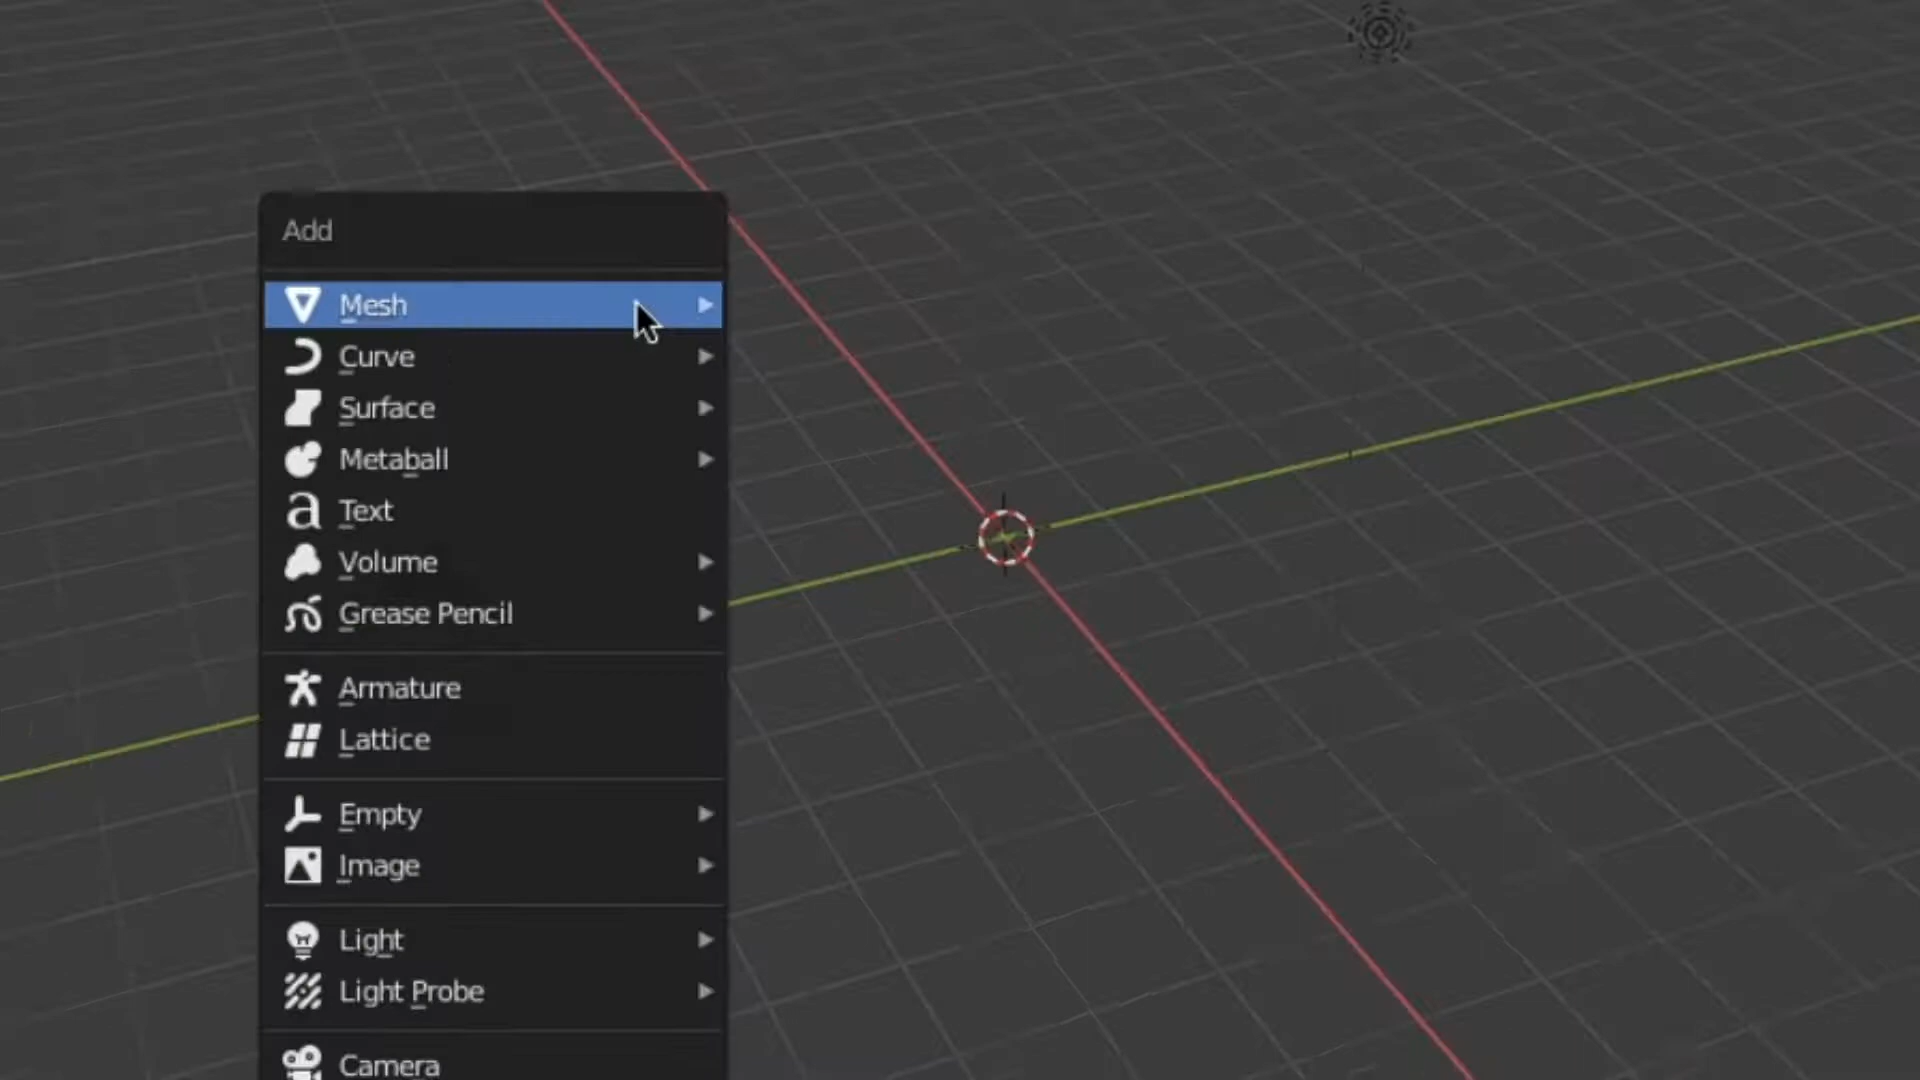 Add
Mesh
Curve
Surface
Metaball
Text
Volume
Grease Pencil
Armature
Lattice
Empty
Image
Light
Light Probe
Camera